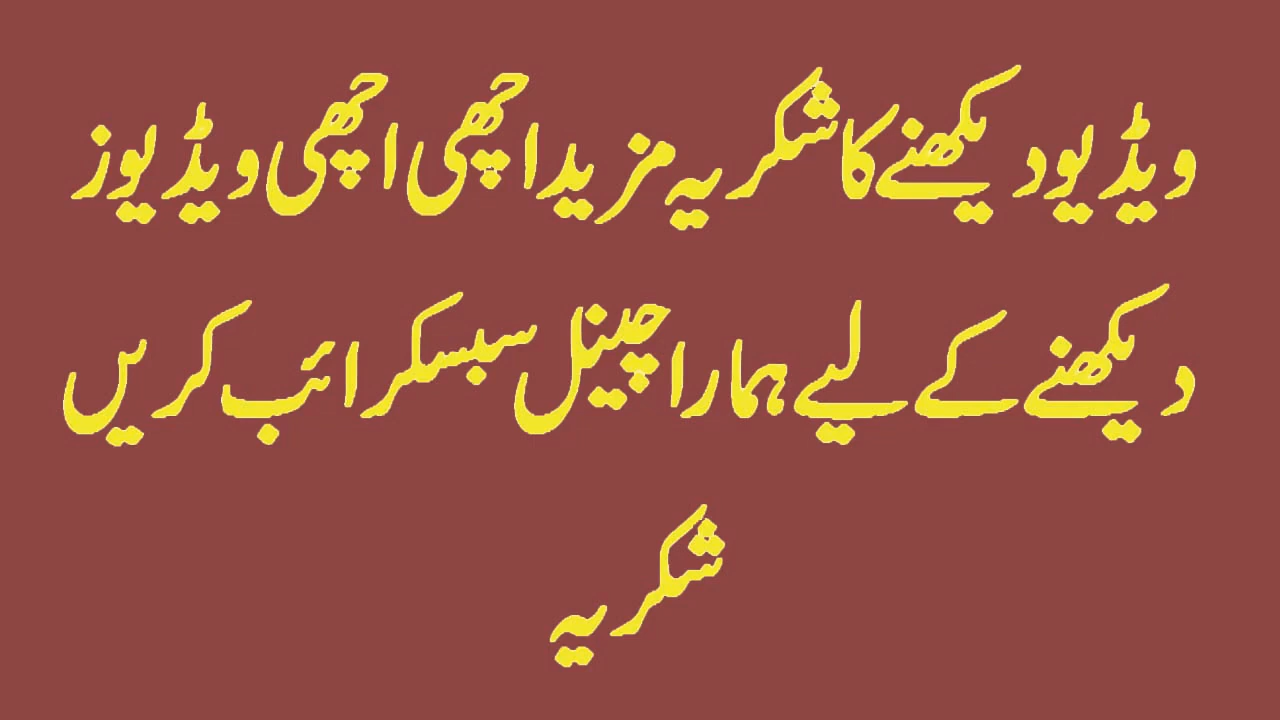 ویڈیو دیکھنے کا شکریہ مزید اچھی اچھی ویڈیوز
دیکھنے کے لیے ہمارا چینل سبسکرائب کریں
شکریہ